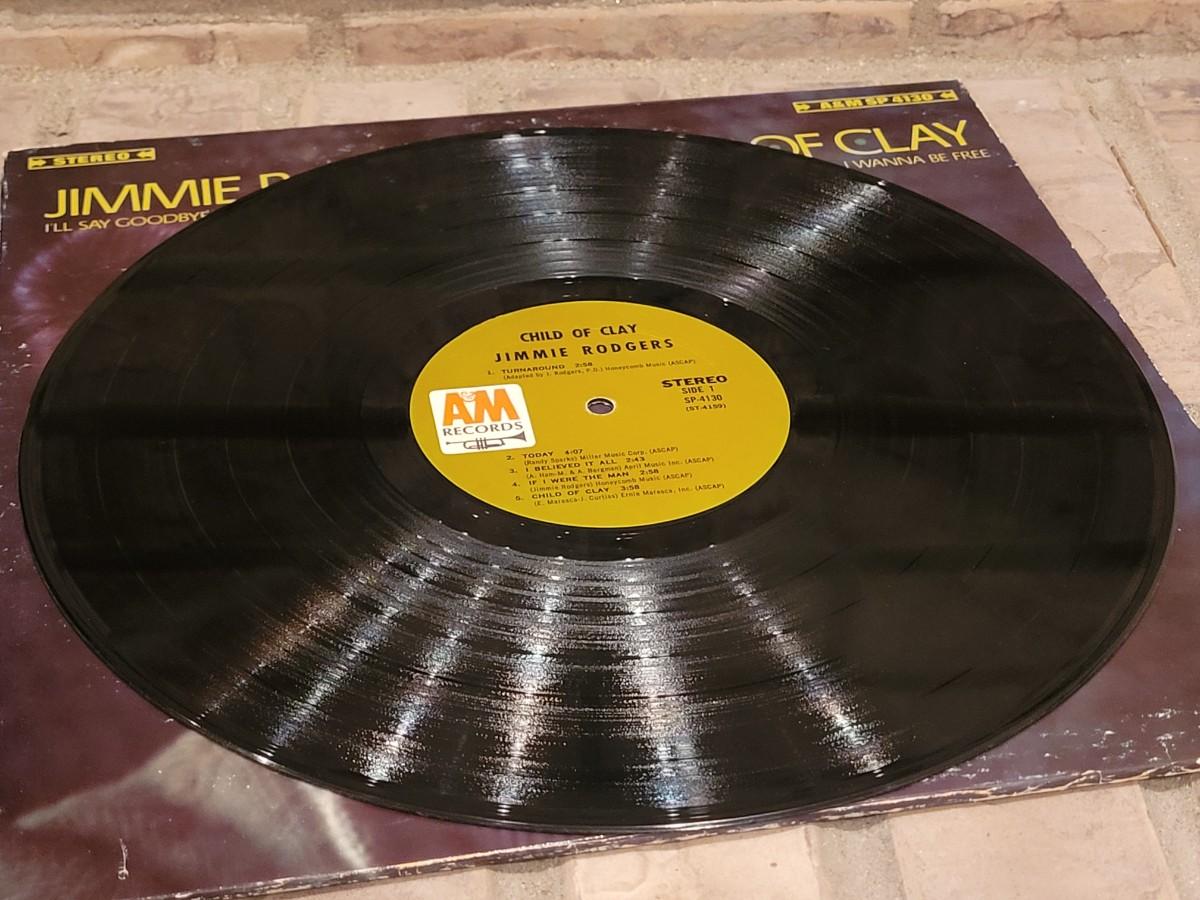 STEREO
A&M SP 4130
JIMMIE
OF CLAY
I'LL SAY GOODBYE
I WANNA BE FREE
CHILD OF CLAY
JIMMIE RODGERS
1. TURNAROUND 2:58
(Adapted by J. Rodgers, P.D.) Honeycomb Music (ASCAP)
STEREO
SIDE 1
SP-4130
(ST-4159)
A&M
RECORDS
2. TODAY 4:07
(Randy Sparks) Miller Music Corp. (ASCAP)
3. I BELIEVED IT ALL 2:43
(A. Ham-M. & A. Bergman) April Music Inc. (ASCAP)
4. IF I WERE THE MAN 2:58
(Jimmie Rodgers) Honeycomb Music (ASCAP)
5. CHILD OF CLAY 3:58
(E. Maresca-J. Curtiss) Ernie Maresca, Inc. (ASCAP)